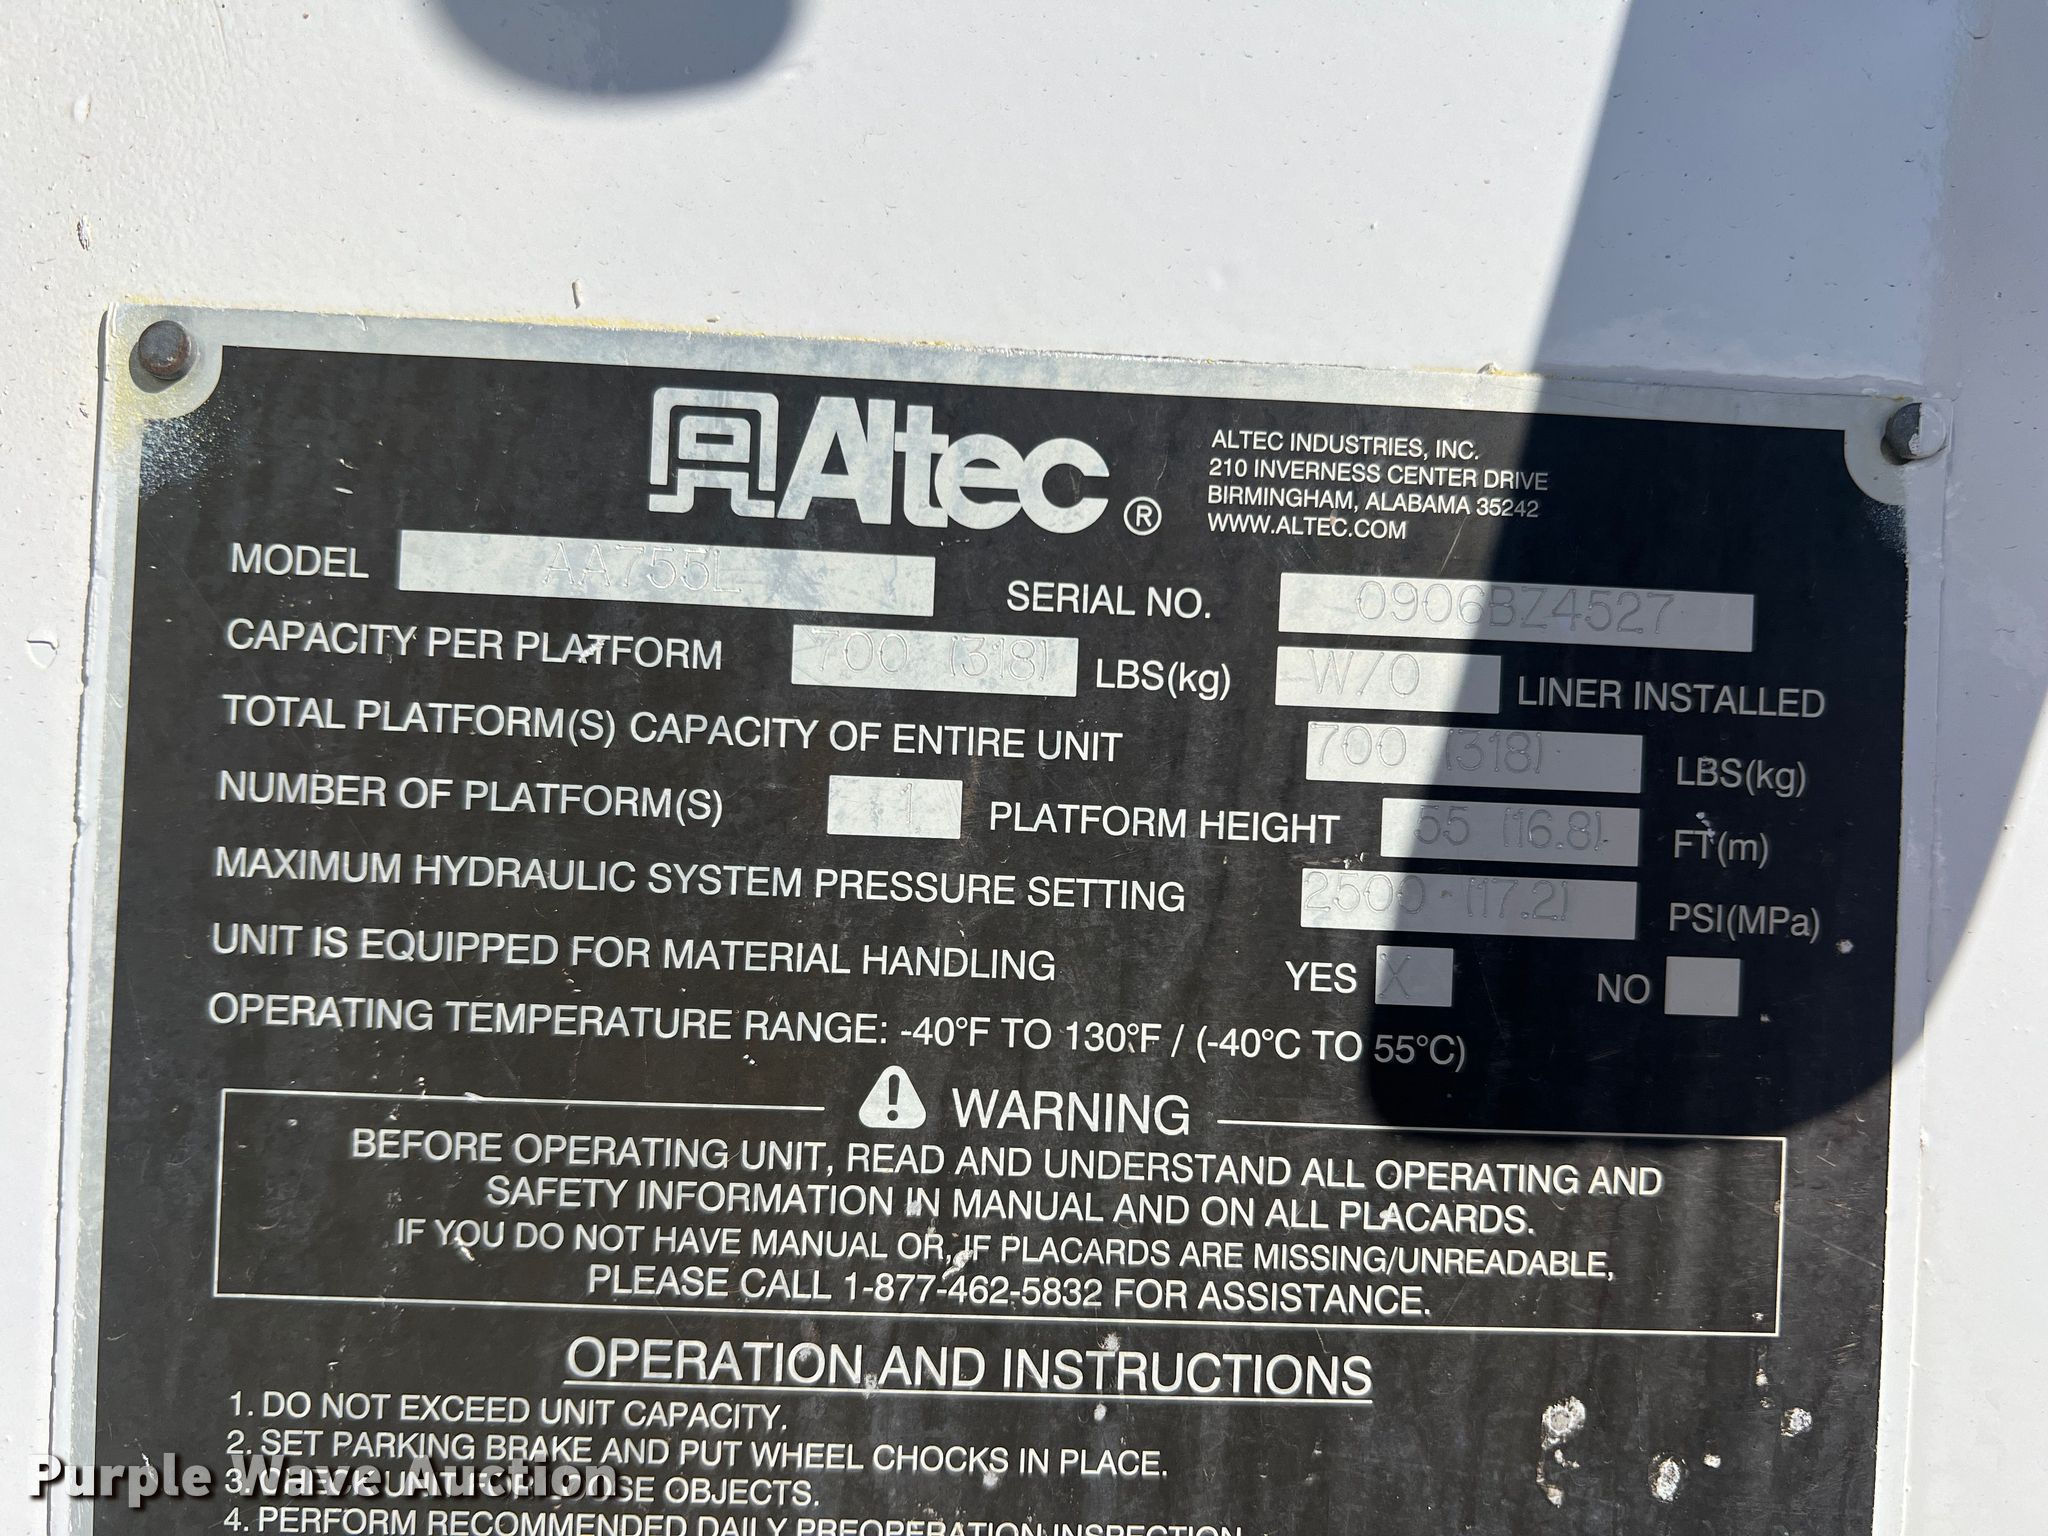 Altec®
ALTEC INDUSTRIES, INC.
210 INVERNESS CENTER DRIVE
BIRMINGHAM, ALABAMA 35242
WWW.ALTEC.COM
MODEL AA755L SERIAL NO. 0906BZ4527
CAPACITY PER PLATFORM 700 (318) LBS(kg) W/O LINER INSTALLED
TOTAL PLATFORM(S) CAPACITY OF ENTIRE UNIT 700 (318) LBS(kg)
NUMBER OF PLATFORM(S) 1 PLATFORM HEIGHT 55 (16.8) FT(m)
MAXIMUM HYDRAULIC SYSTEM PRESSURE SETTING 2500 (17.2) PSI(MPa)
UNIT IS EQUIPPED FOR MATERIAL HANDLING YES X NO
OPERATING TEMPERATURE RANGE: -40°F TO 130°F / (-40°C TO 55°C)
WARNING
BEFORE OPERATING UNIT, READ AND UNDERSTAND ALL OPERATING AND
SAFETY INFORMATION IN MANUAL AND ON ALL PLACARDS.
IF YOU DO NOT HAVE MANUAL OR, IF PLACARDS ARE MISSING/UNREADABLE,
PLEASE CALL 1-877-462-5832 FOR ASSISTANCE.
OPERATION AND INSTRUCTIONS
1. DO NOT EXCEED UNIT CAPACITY.
2. SET PARKING BRAKE AND PUT WHEEL CHOCKS IN PLACE.
3. CHECK UNIT FOR LOOSE OBJECTS.
4. PERFORM RECOMMENDED DAILY PREOPERATION INSPECTION
Purple Wave Auction